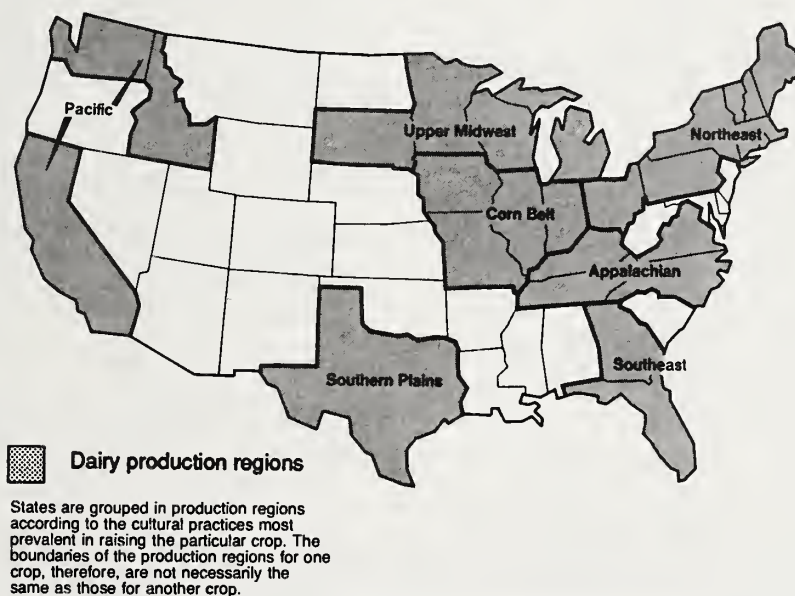 Pacific
Upper Midwest
Northeast
Corn Belt
Appalachian
Southeast
Southern Plains
Dairy production regions
States are grouped in production regions
according to the cultural practices most
prevalent in raising the particular crop. The
boundaries of the production regions for one
crop, therefore, are not necessarily the
same as those for another crop.